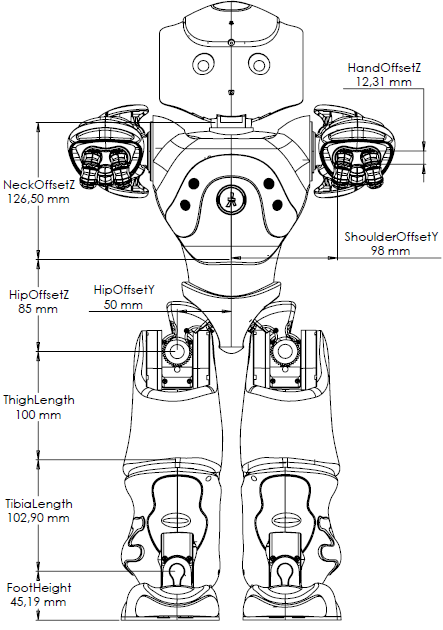 HandOffsetZ
12,31 mm
NeckOffsetZ
126,50 mm
ShoulderOffsetY
98 mm
HipOffsetZ
85 mm
HipOffsetY
50 mm
ThighLength
100 mm
TibiaLength
102,90 mm
FootHeight
45,19 mm